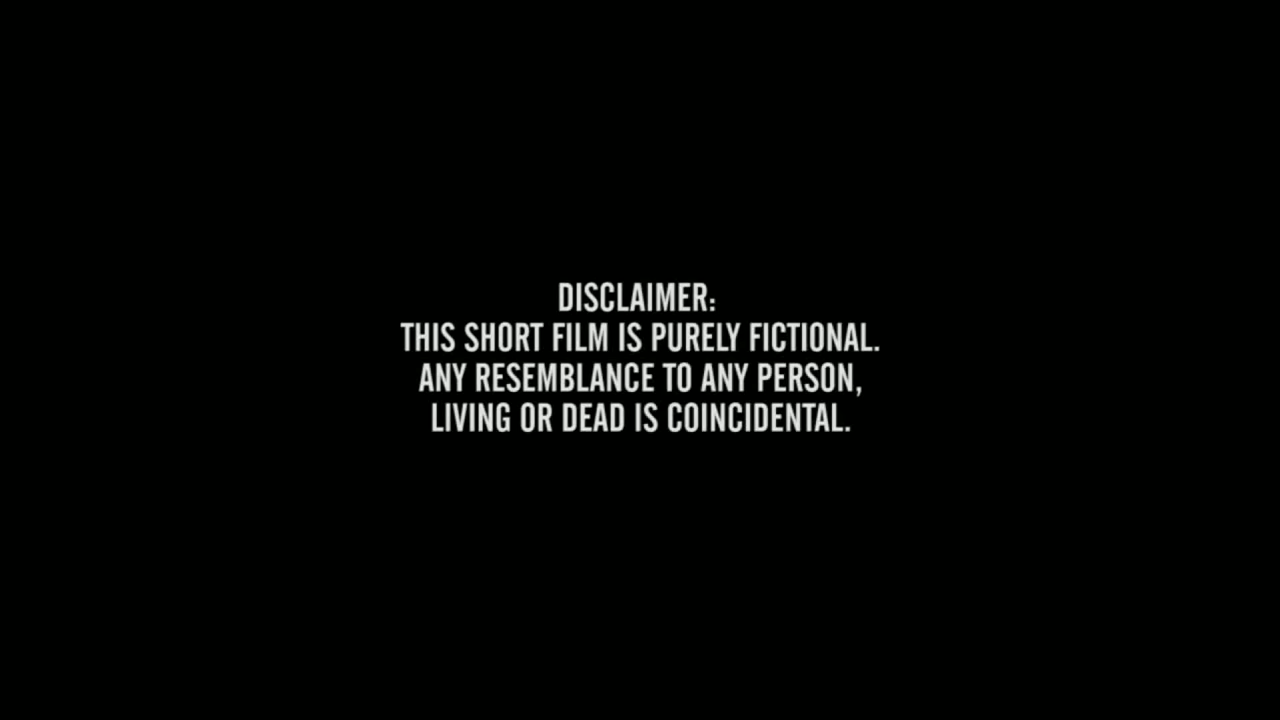 DISCLAIMER:
THIS SHORT FILM IS PURELY FICTIONAL.
ANY RESEMBLANCE TO ANY PERSON,
LIVING OR DEAD IS COINCIDENTAL.